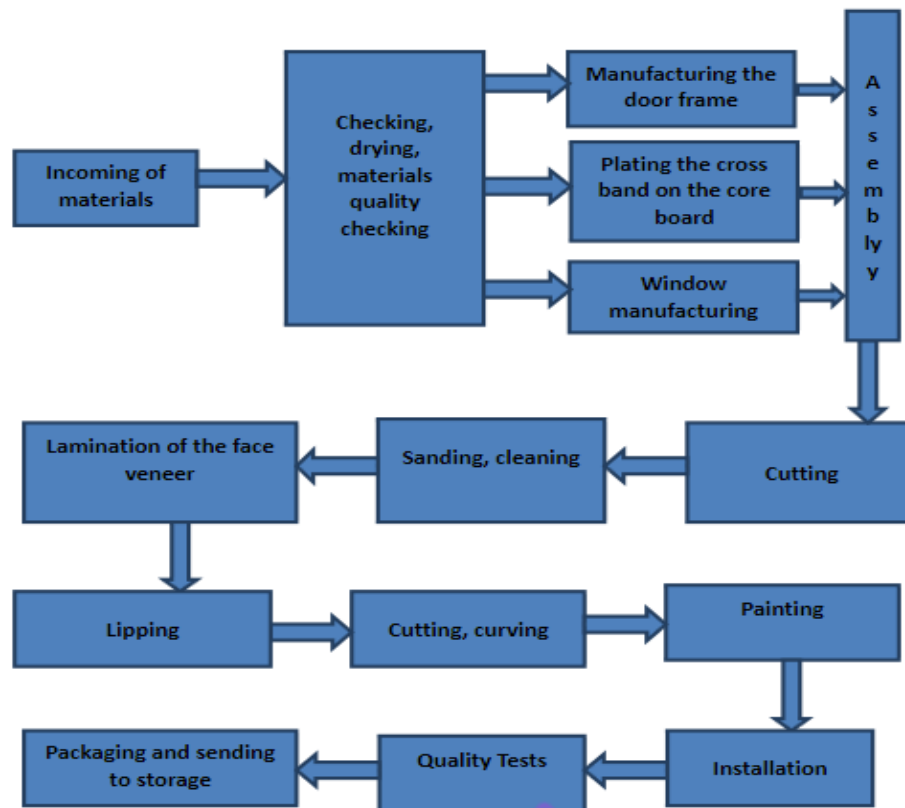 Incoming of
materials
Checking,
drying,
materials
quality
checking
Manufacturing the
door frame
Plating the cross
band on the core
board
Window
manufacturing
A
s
s
e
m
b
ly
y
Cutting
Sanding, cleaning
Lamination of the face
veneer
Lipping
Cutting, curving
Painting
Installation
Quality Tests
Packaging and sending
to storage